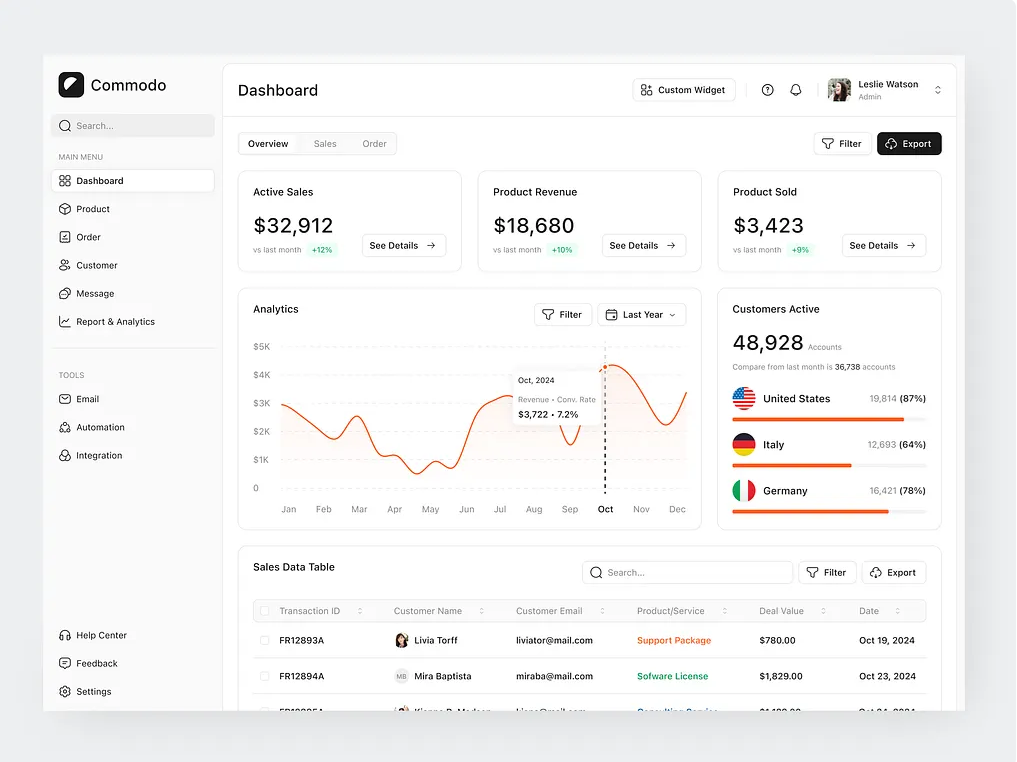 Commodo
Search...
MAIN MENU
Dashboard
Product
Order
Customer
Message
Report & Analytics
TOOLS
Email
Automation
Integration
Help Center
Feedback
Settings
Dashboard
Custom Widget
Leslie Watson
Admin
Overview Sales Order
Filter
Export
Active Sales
$32,912
vs last month +12%
See Details
Product Revenue
$18,680
vs last month +10%
See Details
Product Sold
$3,423
vs last month +9%
See Details
Analytics
Filter
Last Year
$5K
$4K
$3K
$2K
$1K
0
Oct, 2024
Revenue • Conv. Rate
$3,722 • 7.2%
Jan Feb Mar Apr May Jun Jul Aug Sep Oct Nov Dec
Customers Active
48,928 Accounts
Compare from last month is 36,738 accounts
United States 19,814 (87%)
Italy 12,693 (64%)
Germany 16,421 (78%)
Sales Data Table
Search...
Filter
Export
Transaction ID Customer Name Customer Email Product/Service Deal Value Date
FR12893A Livia Torff liviator@mail.com Support Package $780.00 Oct 19, 2024
FR12894A MB Mira Baptista miraba@mail.com Sofware License $1,829.00 Oct 23, 2024
Consulting Service